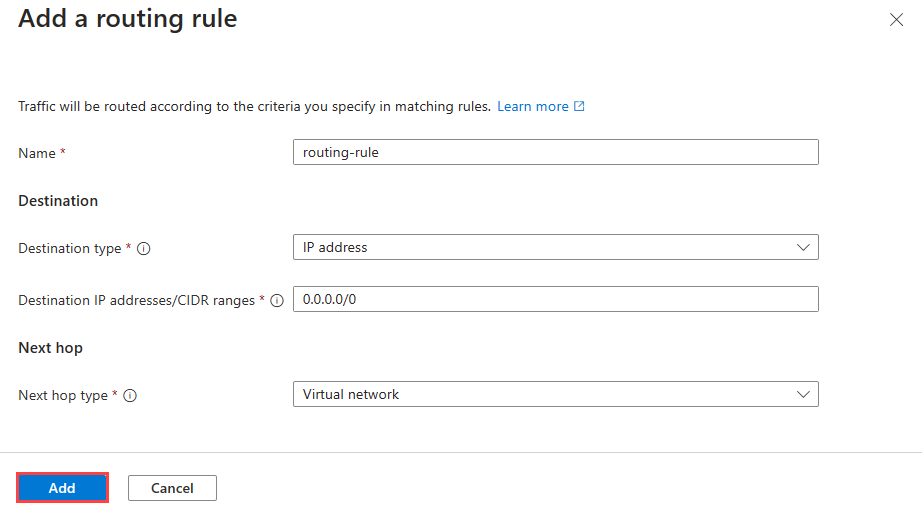 Add a routing rule
Traffic will be routed according to the criteria you specify in matching rules. Learn more
Name * routing-rule
Destination
Destination type * IP address
Destination IP addresses/CIDR ranges * 0.0.0.0/0
Next hop
Next hop type * Virtual network
Add Cancel